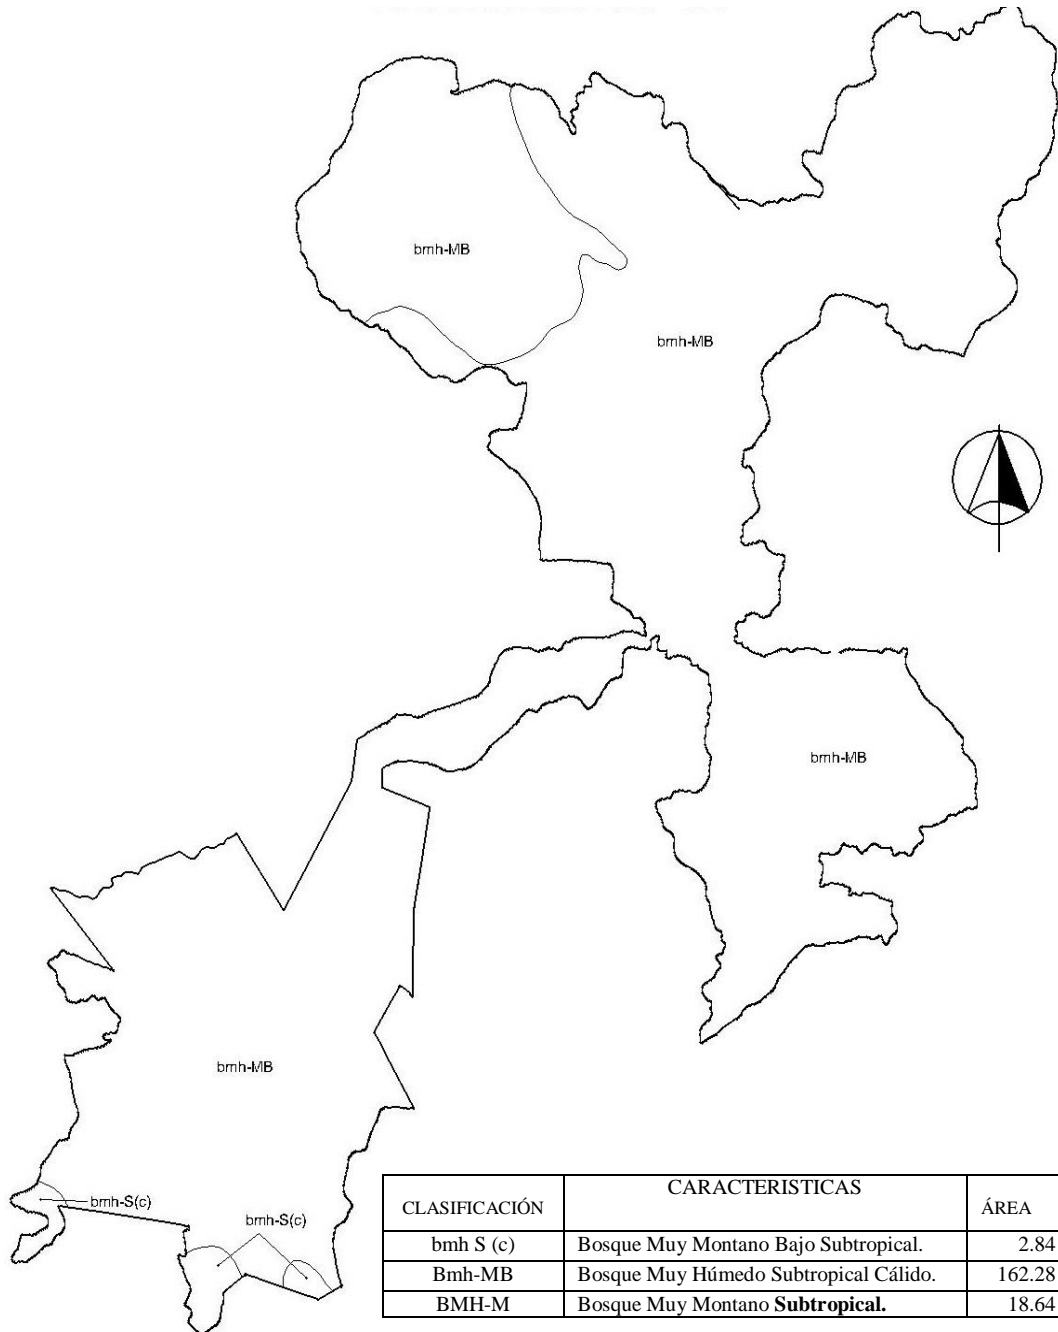 bmh-MB
bmh-MB
bmh-MB
bmh-MB
bmh-S(c)
bmh-S(c)
CLASIFICACIÓN CARACTERISTICAS ÁREA
bmh S (c) Bosque Muy Montano Bajo Subtropical. 2.84
Bmh-MB Bosque Muy Húmedo Subtropical Cálido. 162.28
BMH-M Bosque Muy Montano Subtropical. 18.64